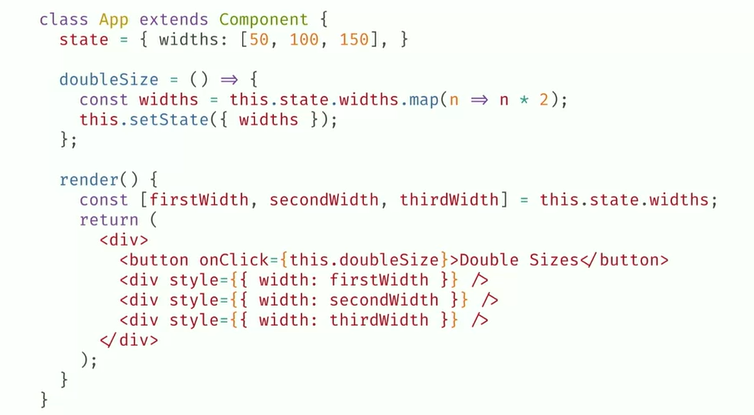 class App extends Component {
  state = { widths: [50, 100, 150], }

  doubleSize = () => {
    const widths = this.state.widths.map(n => n * 2);
    this.setState({ widths });
  };

  render() {
    const [firstWidth, secondWidth, thirdWidth] = this.state.widths;
    return (
      <div>
        <button onClick={this.doubleSize}>Double Sizes</button>
        <div style={{ width: firstWidth }} />
        <div style={{ width: secondWidth }} />
        <div style={{ width: thirdWidth }} />
      </div>
    );
  }
}